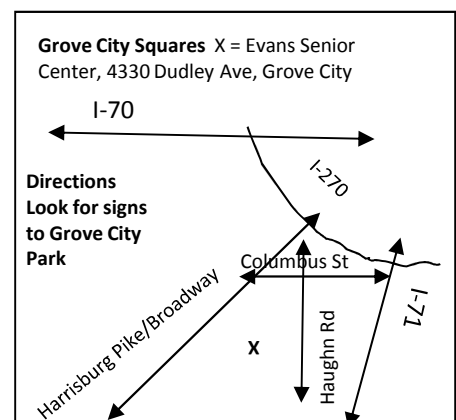 Grove City Squares X = Evans Senior
Center, 4330 Dudley Ave, Grove City
I-70
I-270
Directions
Look for signs
to Grove City
Park
Columbus St
Harrisburg Pike/Broadway
X
Haughn Rd
I-71